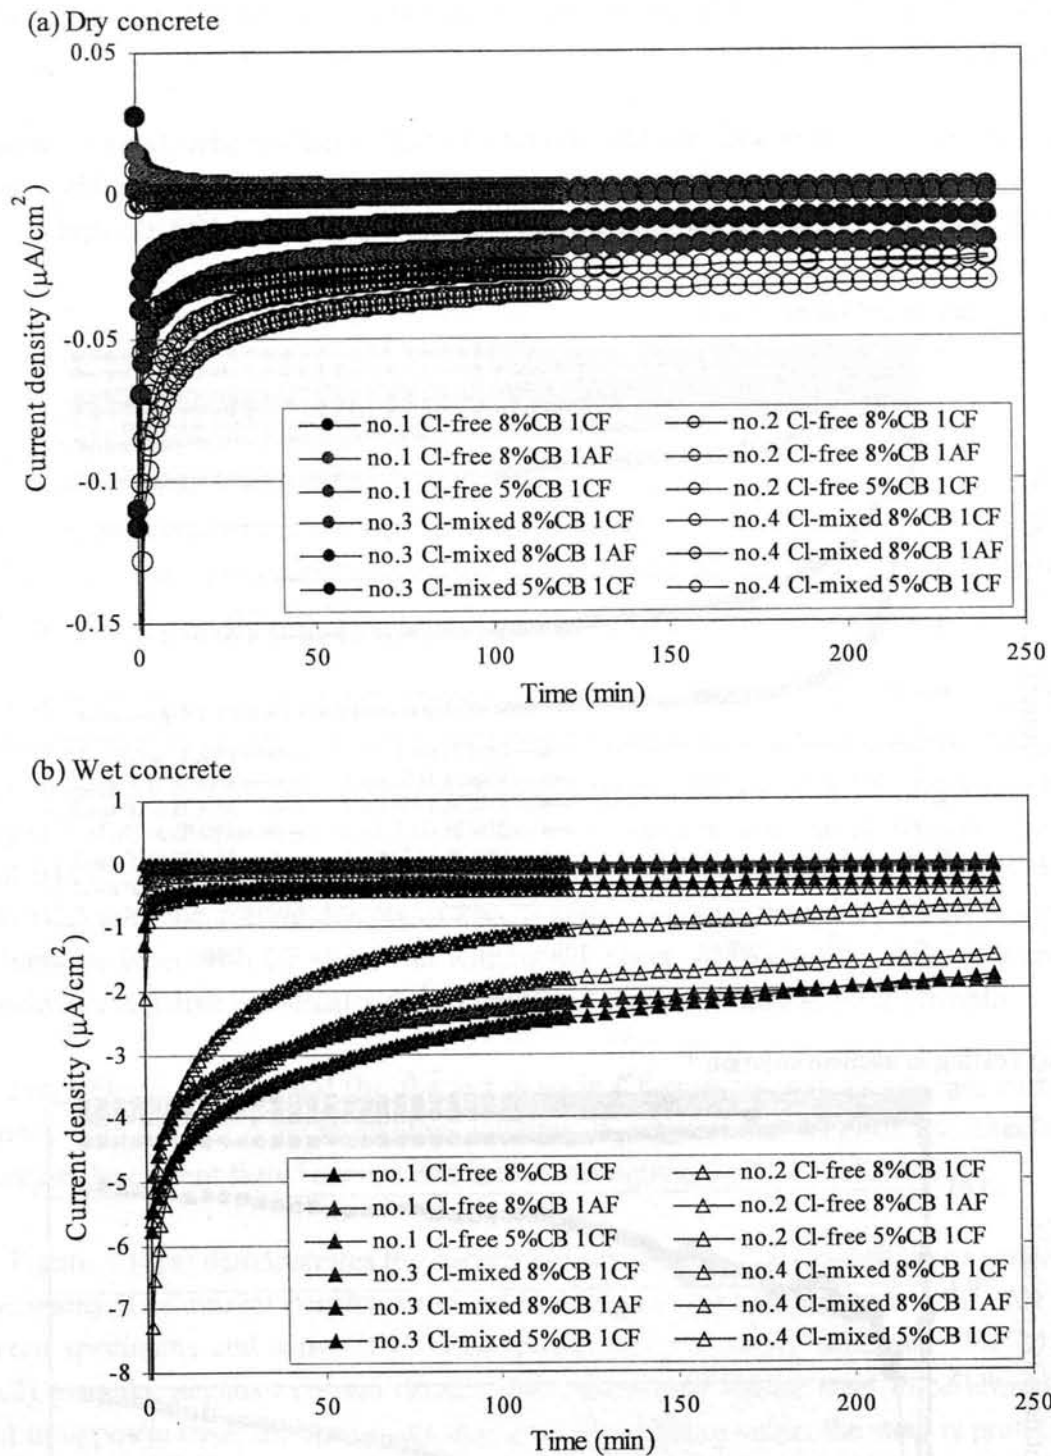 (a) Dry concrete
0.05
0
-0.05
-0.1
-0.15
Current density (μA/cm²)
no.1 Cl-free 8%CB 1CF
no.2 Cl-free 8%CB 1CF
no.1 Cl-free 8%CB 1AF
no.2 Cl-free 8%CB 1AF
no.1 Cl-free 5%CB 1CF
no.2 Cl-free 5%CB 1CF
no.3 Cl-mixed 8%CB 1CF
no.4 Cl-mixed 8%CB 1CF
no.3 Cl-mixed 8%CB 1AF
no.4 Cl-mixed 8%CB 1AF
no.3 Cl-mixed 5%CB 1CF
no.4 Cl-mixed 5%CB 1CF
0 50 100 150 200 250
Time (min)
(b) Wet concrete
1
0
-1
-2
-3
-4
-5
-6
-7
-8
Current density (μA/cm²)
no.1 Cl-free 8%CB 1CF
no.2 Cl-free 8%CB 1CF
no.1 Cl-free 8%CB 1AF
no.2 Cl-free 8%CB 1AF
no.1 Cl-free 5%CB 1CF
no.2 Cl-free 5%CB 1CF
no.3 Cl-mixed 8%CB 1CF
no.4 Cl-mixed 8%CB 1CF
no.3 Cl-mixed 8%CB 1AF
no.4 Cl-mixed 8%CB 1AF
no.3 Cl-mixed 5%CB 1CF
no.4 Cl-mixed 5%CB 1CF
0 50 100 150 200 250
Time (min)